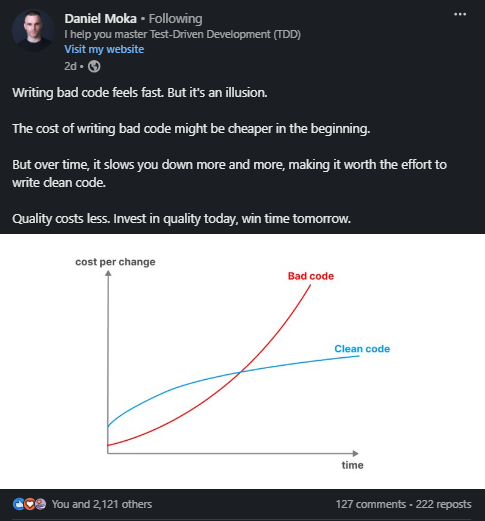 Daniel Moka • Following
I help you master Test-Driven Development (TDD)
Visit my website
2d •
Writing bad code feels fast. But it's an illusion.
The cost of writing bad code might be cheaper in the beginning.
But over time, it slows you down more and more, making it worth the effort to
write clean code.
Quality costs less. Invest in quality today, win time tomorrow.
cost per change
Bad code
Clean code
time
You and 2,121 others
127 comments • 222 reposts